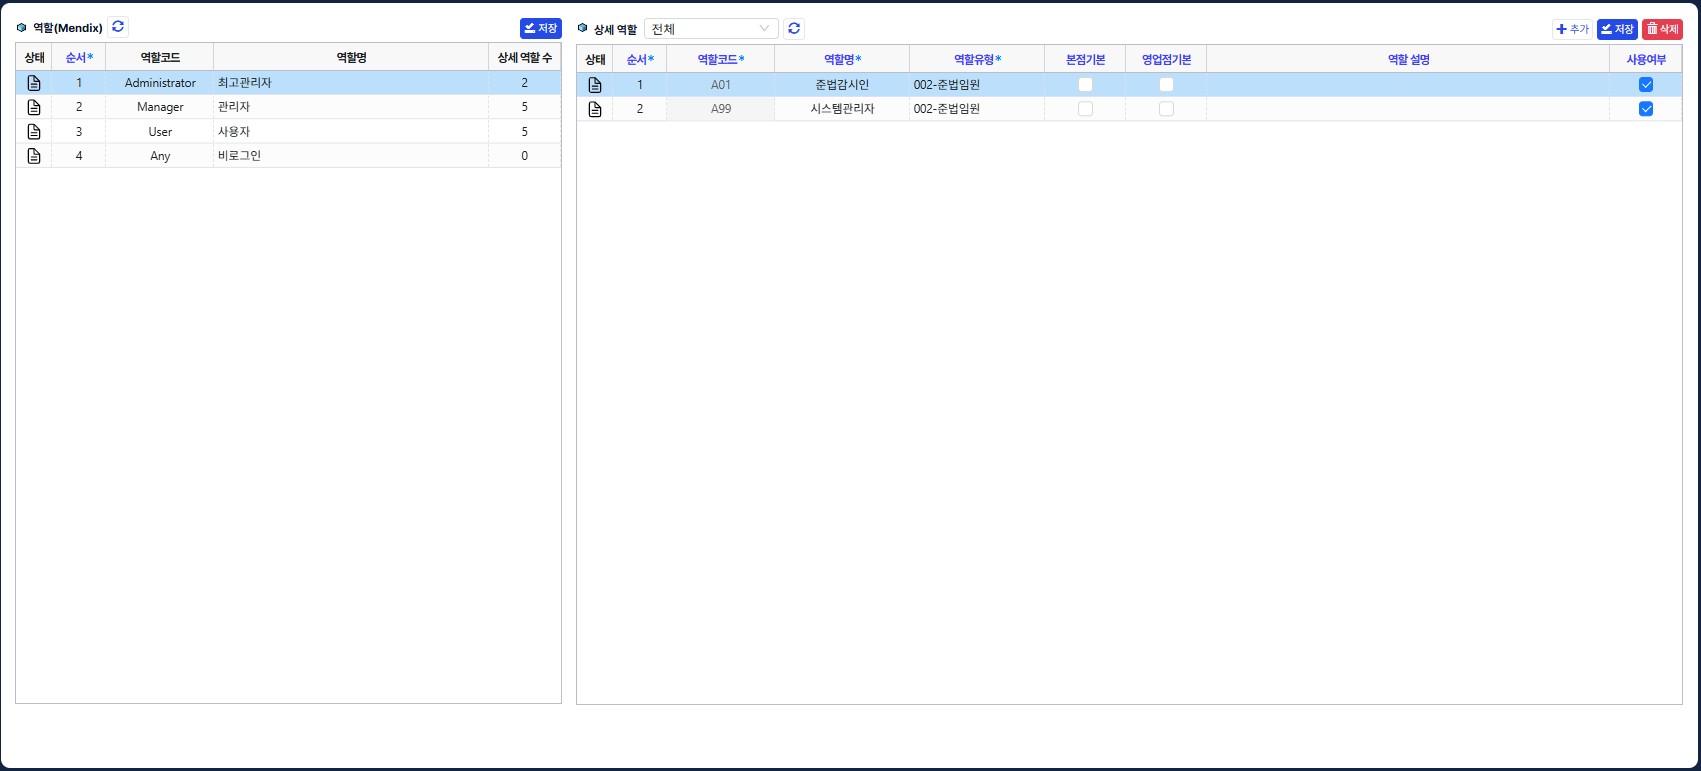 역할(Mendix)
저장
상태 순서* 역할코드 역할명 상세 역할 수
1 Administrator 최고관리자 2
2 Manager 관리자 5
3 User 사용자 5
4 Any 비로그인 0
상세 역할 전체
추가 저장 삭제
상태 순서* 역할코드* 역할명* 역할유형* 본점기본 영업점기본 역할 설명 사용여부
1 A01 준법감시인 002-준법임원
2 A99 시스템관리자 002-준법임원